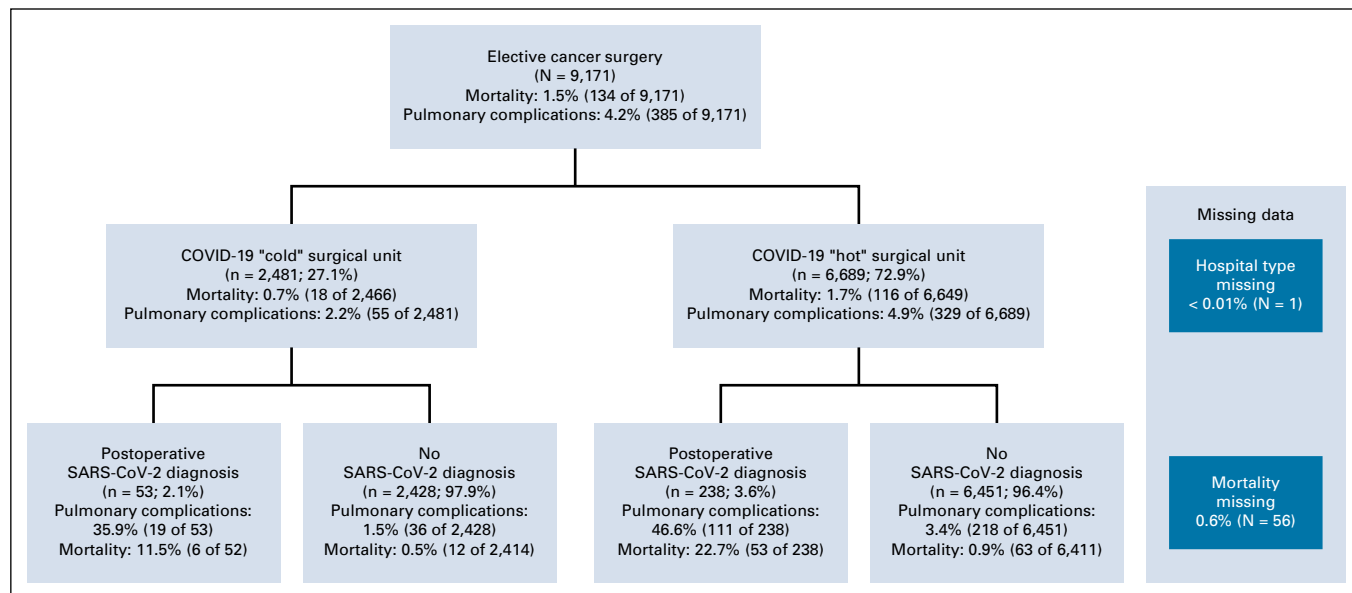 Elective cancer surgery
(N = 9,171)
Mortality: 1.5% (134 of 9,171)
Pulmonary complications: 4.2% (385 of 9,171)
COVID-19 "cold" surgical unit
(n = 2,481; 27.1%)
Mortality: 0.7% (18 of 2,466)
Pulmonary complications: 2.2% (55 of 2,481)
COVID-19 "hot" surgical unit
(n = 6,689; 72.9%)
Mortality: 1.7% (116 of 6,649)
Pulmonary complications: 4.9% (329 of 6,689)
Postoperative
SARS-CoV-2 diagnosis
(n = 53; 2.1%)
Pulmonary complications:
35.9% (19 of 53)
Mortality: 11.5% (6 of 52)
No
SARS-CoV-2 diagnosis
(n = 2,428; 97.9%)
Pulmonary complications:
1.5% (36 of 2,428)
Mortality: 0.5% (12 of 2,414)
Postoperative
SARS-CoV-2 diagnosis
(n = 238; 3.6%)
Pulmonary complications:
46.6% (111 of 238)
Mortality: 22.7% (53 of 238)
No
SARS-CoV-2 diagnosis
(n = 6,451; 96.4%)
Pulmonary complications:
3.4% (218 of 6,451)
Mortality: 0.9% (63 of 6,411)
Missing data
Hospital type
missing
< 0.01% (N = 1)
Mortality
missing
0.6% (N = 56)